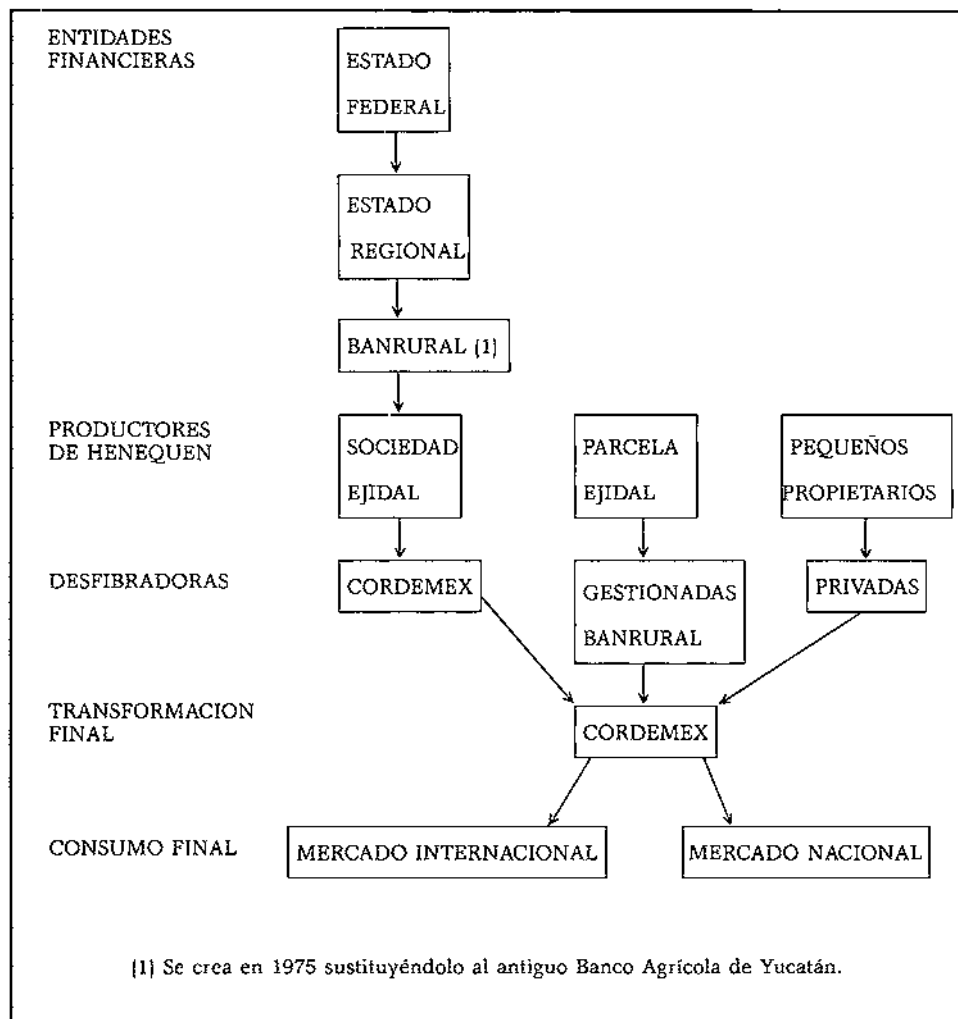 ENTIDADES
FINANCIERAS
ESTADO
FEDERAL
ESTADO
REGIONAL
BANRURAL (1)
PRODUCTORES
DE HENEQUEN
SOCIEDAD
EJIDAL
PARCELA
EJIDAL
PEQUEÑOS
PROPIETARIOS
DESFIBRADORAS
CORDEMEX
GESTIONADAS
BANRURAL
PRIVADAS
TRANSFORMACION
FINAL
CORDEMEX
CONSUMO FINAL
MERCADO INTERNACIONAL
MERCADO NACIONAL
(1) Se crea en 1975 sustituyéndolo al antiguo Banco Agrícola de Yucatán.